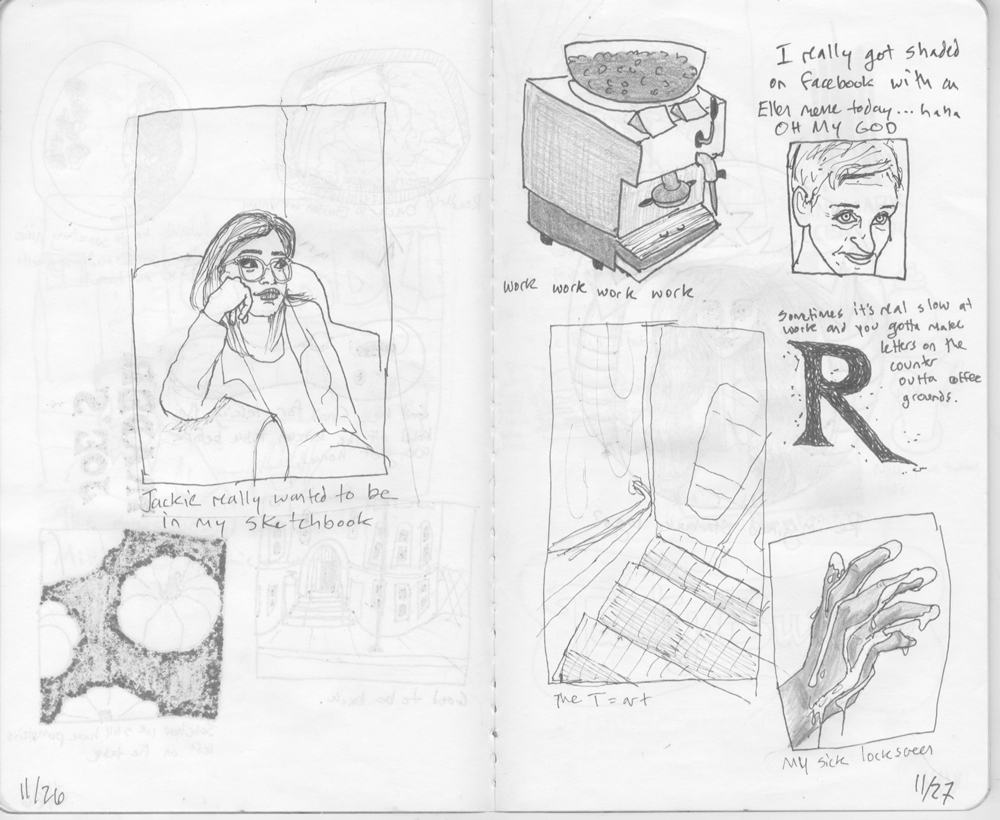 Jackie really wanted to be
in my sketchbook
11/26
I really got shaded
on Facebook with an
Ellen meme today... haha
OH MY GOD
work work work work
Sometimes it's real slow at
work and you gotta make
letters on the
counter
outta coffee
grounds.
R
The T = art
My sick lockscreen
11/27